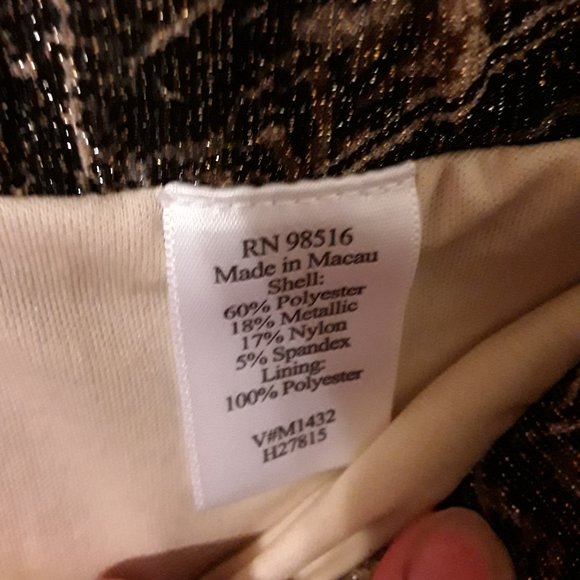 RN 98516
Made in Macau
Shell:
60% Polyester
18% Metallic
17% Nylon
5% Spandex
Lining:
100% Polyester
V#M1432
H27815